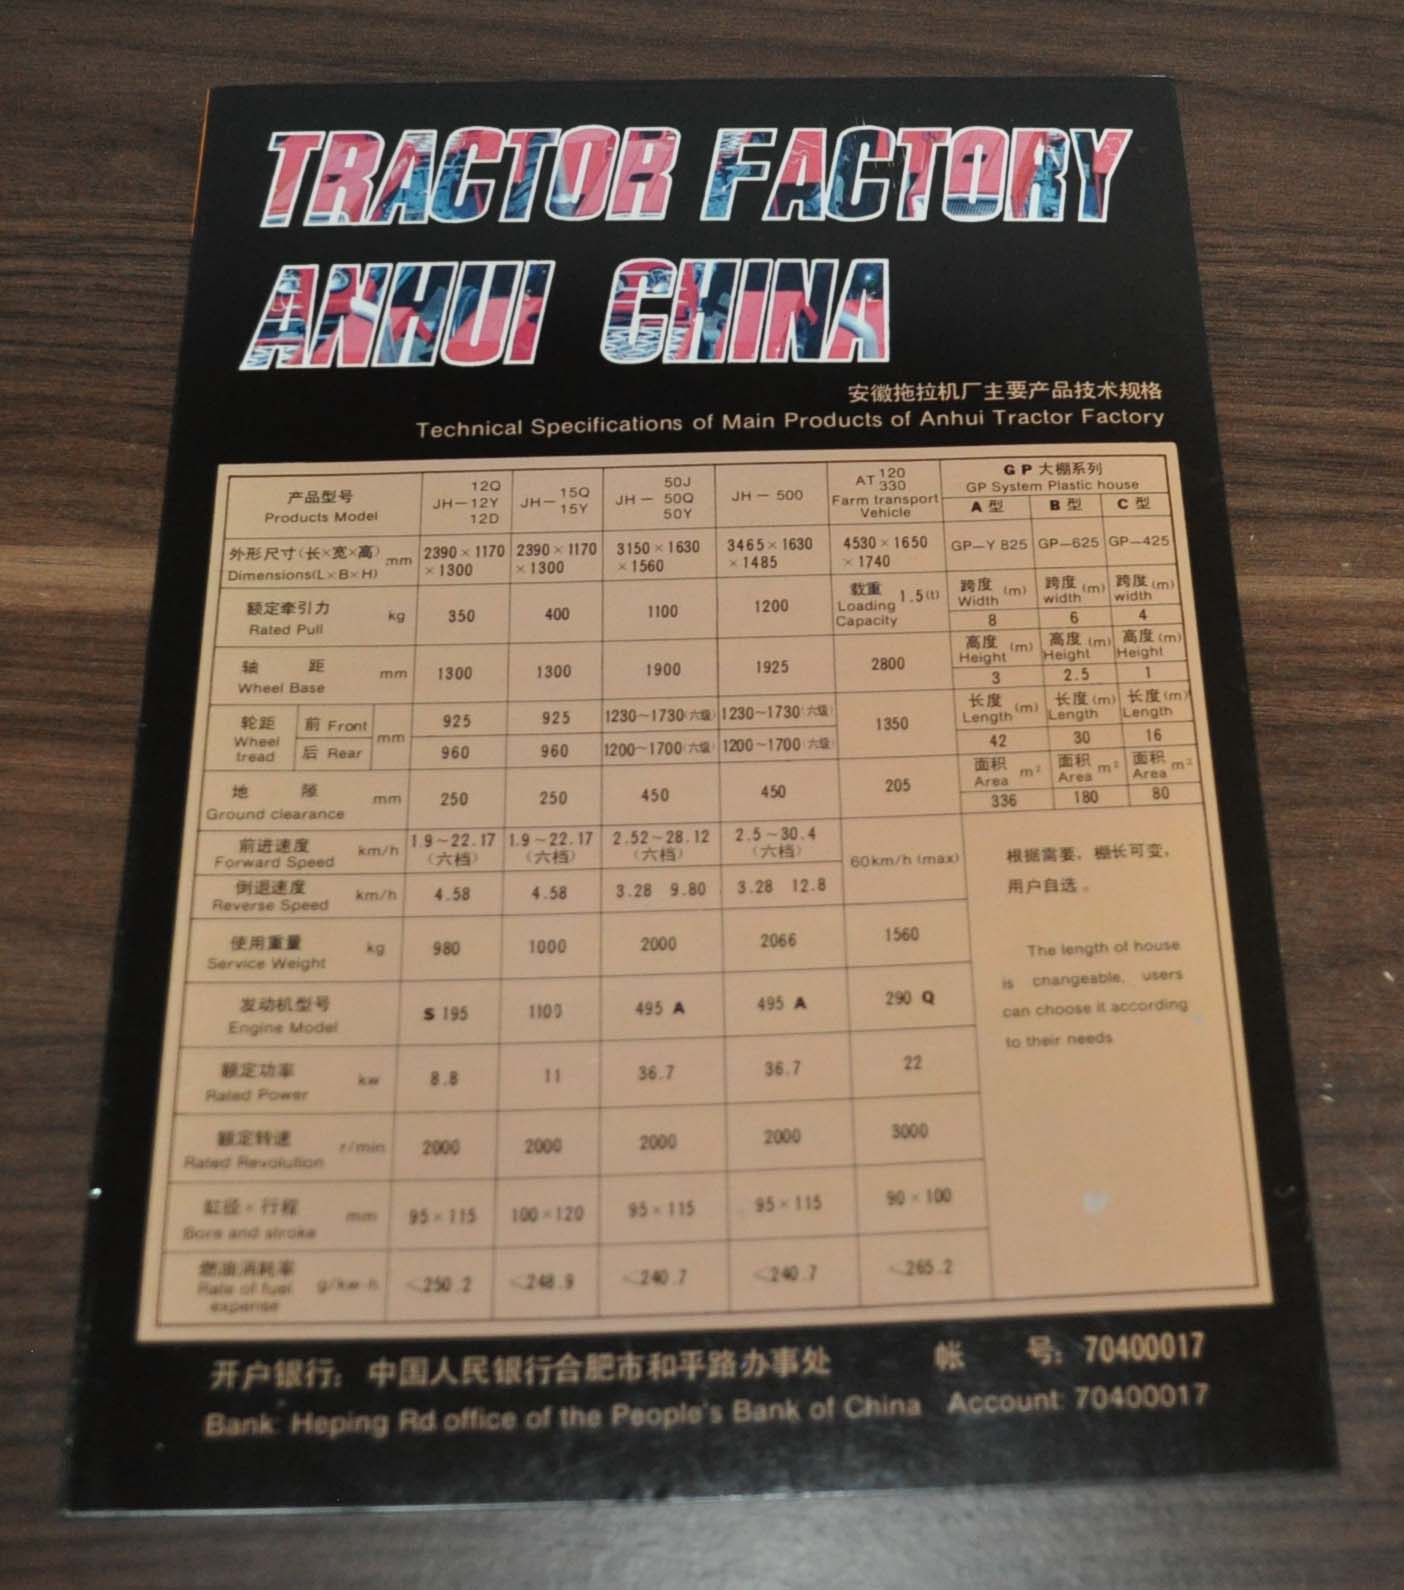 TRACTOR FACTORY
ANHUI CHINA
安徽拖拉机厂主要产品技术规格
Technical Specifications of Main Products of Anhui Tractor Factory
产品型号 Products Model JH—12Q 12Y 12D JH—15Q 15Y JH—50J 50Q 50Y JH—500 AT 120 330 Farm transport Vehicle
GP大棚系列
GP System Plastic house
A型 B型 C型
外形尺寸(长×宽×高) Dimensions(L×B×H) mm 2390×1170×1300 2390×1170×1300 3150×1630×1560 3465×1630×1485 4530×1650×1740 GP—Y 825 GP—625 GP—425
额定牵引力 Rated Pull kg 350 400 1100 1200 载重 Loading Capacity 1.5(t) 跨度 Width (m) 跨度 width (m) 跨度 width (m)
8 6 4
轴距 Wheel Base mm 1300 1300 1900 1925 2800 高度 Height (m) 高度 Height (m) 高度 Height (m)
3 2.5 1
轮距 Wheel tread mm 前 Front 925 925 1230~1730(六级) 1230~1730(六级) 1350 长度 Length (m) 长度 Length (m) 长度 Length (m)
后 Rear 960 960 1200~1700(六级) 1200~1700(六级) 42 30 16
地隙 Ground clearance mm 250 250 450 450 205 面积 Area m² 面积 Area m² 面积 Area m²
336 180 80
前进速度 Forward Speed km/h 1.9~22.17 (六档) 1.9~22.17 (六档) 2.52~28.12 (六档) 2.5~30.4 (六档) 60km/h (max)
倒退速度 Reverse Speed km/h 4.58 4.58 3.28 9.80 3.28 12.8
使用重量 Service Weight kg 980 1000 2000 2066 1560
发动机型号 Engine Model S 195 1100 495 A 495 A 290 Q
额定功率 Rated Power kw 8.8 11 36.7 36.7 22
额定转速 Rated Revolution r/min 2000 2000 2000 2000 3000
缸径×行程 Bore and stroke mm 95×115 100×120 95×115 95×115 90×100
燃油消耗率 Rate of fuel expense g/kw·h <250.2 <248.9 <240.7 <240.7 <265.2
根据需要，棚长可变，
用户自选。
The length of house
is cnangeable, users
can choose it according
to their needs
开户银行：中国人民银行合肥市和平路办事处 帐 号：70400017
Bank: Heping Rd office of the People's Bank of China Account: 70400017